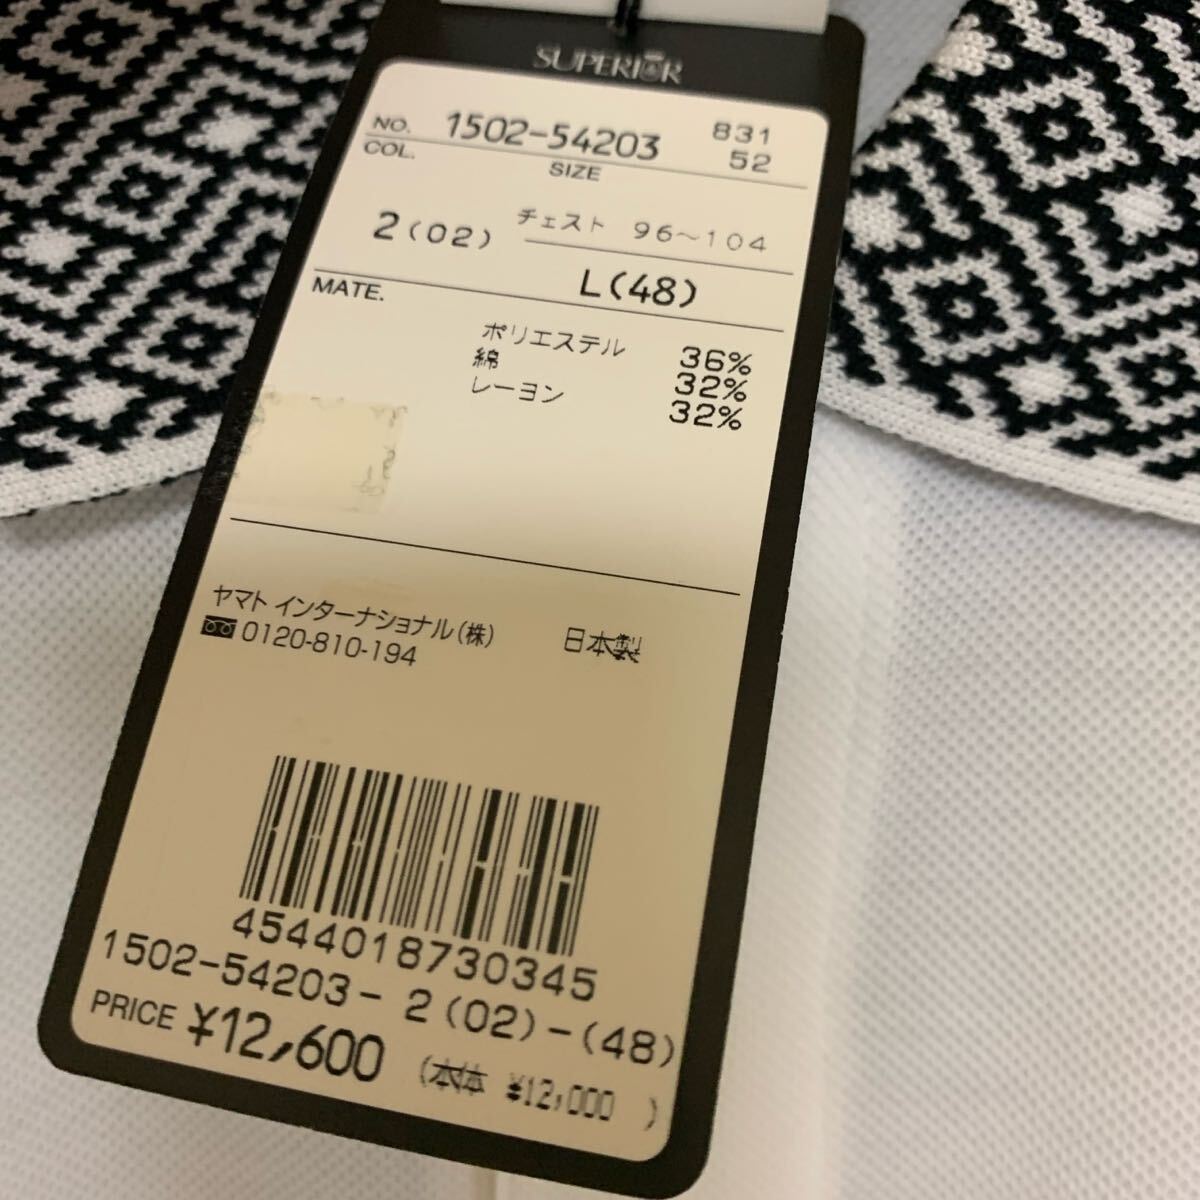 SUPERIOR
NO. 1502-54203 831
COL. SIZE 52
2(02) チェスト 96～104
L(48)
MATE.
ポリエステル 36%
綿 32%
レーヨン 32%
ヤマト インターナショナル(株)
0120-810-194 日本製
4544018730345
1502-54203- 2(02)-(48)
PRICE ¥12,600 (本体 ¥12,000 )